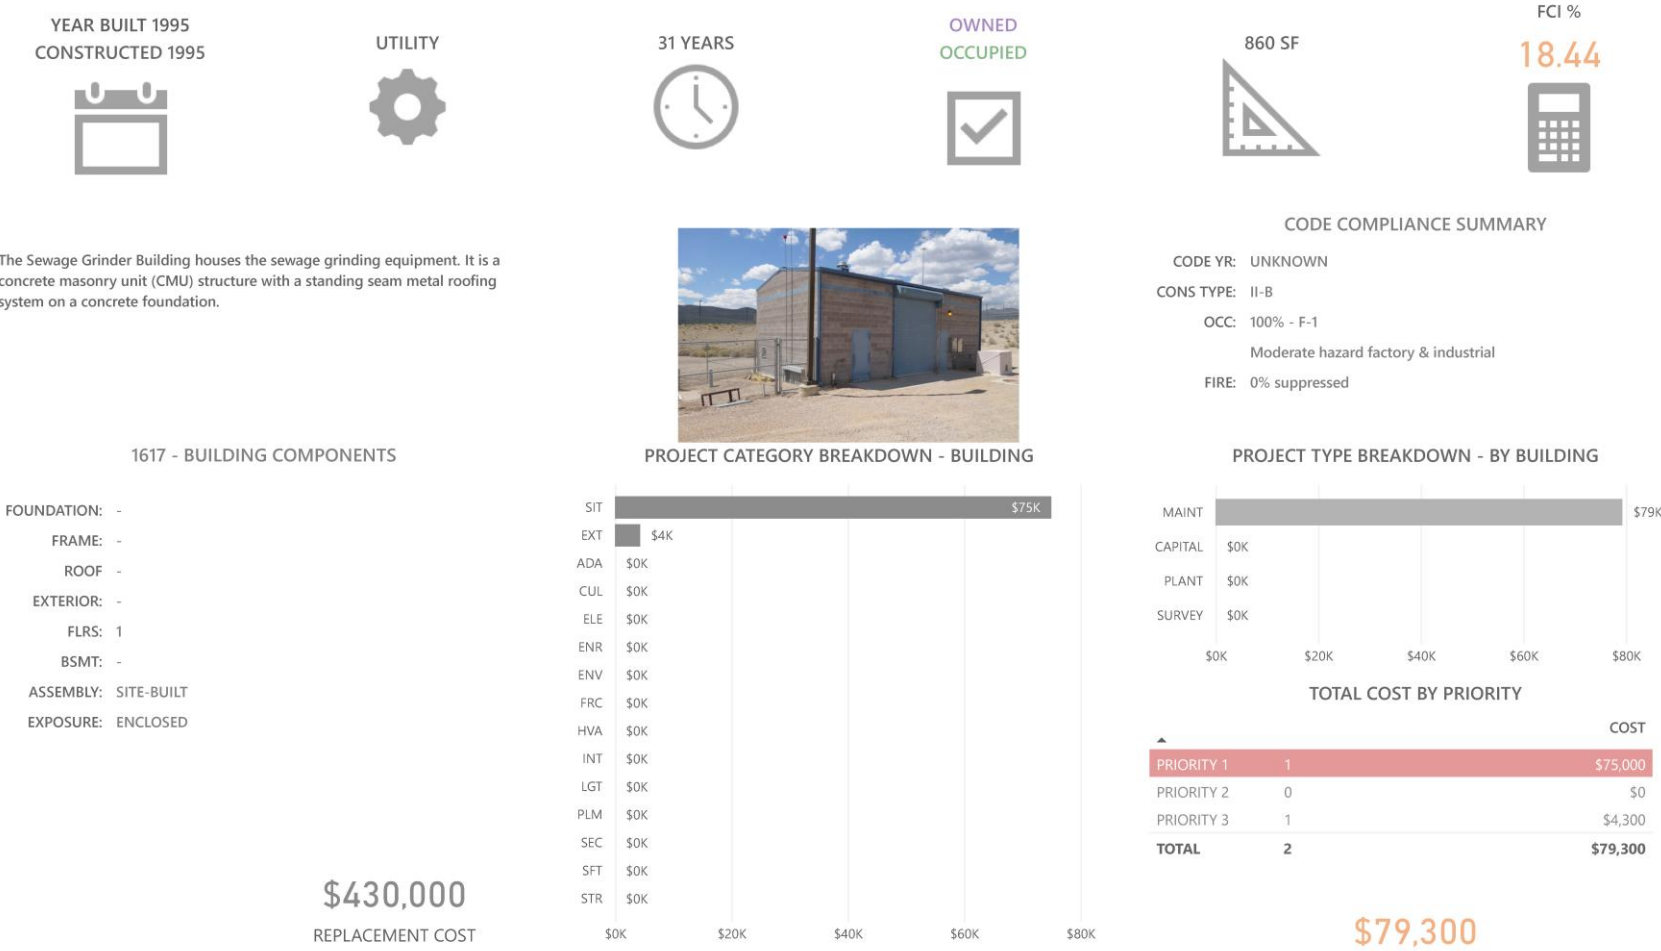 YEAR BUILT 1995
CONSTRUCTED 1995
UTILITY
31 YEARS
OWNED
OCCUPIED
860 SF
FCI %
18.44
The Sewage Grinder Building houses the sewage grinding equipment. It is a
concrete masonry unit (CMU) structure with a standing seam metal roofing
system on a concrete foundation.
CODE COMPLIANCE SUMMARY
CODE YR: UNKNOWN
CONS TYPE: II-B
OCC: 100% - F-1
Moderate hazard factory & industrial
FIRE: 0% suppressed
1617 - BUILDING COMPONENTS
FOUNDATION: -
FRAME: -
ROOF -
EXTERIOR: -
FLRS: 1
BSMT: -
ASSEMBLY: SITE-BUILT
EXPOSURE: ENCLOSED
$430,000
REPLACEMENT COST
PROJECT CATEGORY BREAKDOWN - BUILDING
SIT $75K
EXT $4K
ADA $0K
CUL $0K
ELE $0K
ENR $0K
ENV $0K
FRC $0K
HVA $0K
INT $0K
LGT $0K
PLM $0K
SEC $0K
SFT $0K
STR $0K
$0K $20K $40K $60K $80K
PROJECT TYPE BREAKDOWN - BY BUILDING
MAINT $79K
CAPITAL $0K
PLANT $0K
SURVEY $0K
$0K $20K $40K $60K $80K
TOTAL COST BY PRIORITY
COST
PRIORITY 1 1 $75,000
PRIORITY 2 0 $0
PRIORITY 3 1 $4,300
TOTAL 2 $79,300
$79,300